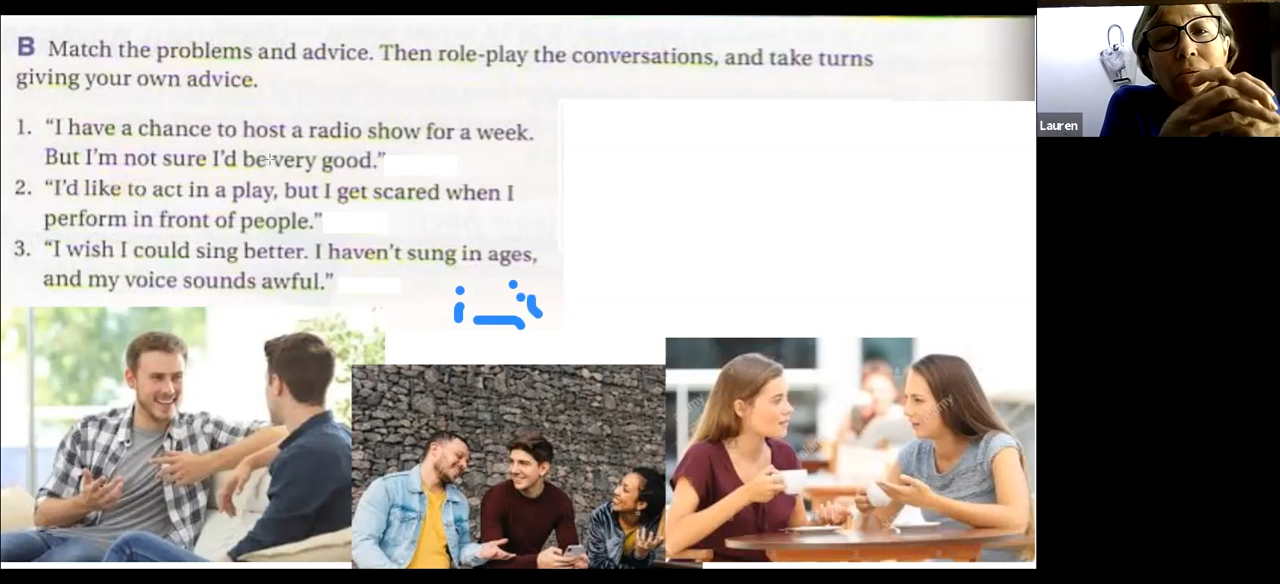 B Match the problems and advice. Then role-play the conversations, and take turns
giving your own advice.
1. “I have a chance to host a radio show for a week.
But I’m not sure I’d be very good.”
2. “I’d like to act in a play, but I get scared when I
perform in front of people.”
3. “I wish I could sing better. I haven’t sung in ages,
and my voice sounds awful.”
Lauren